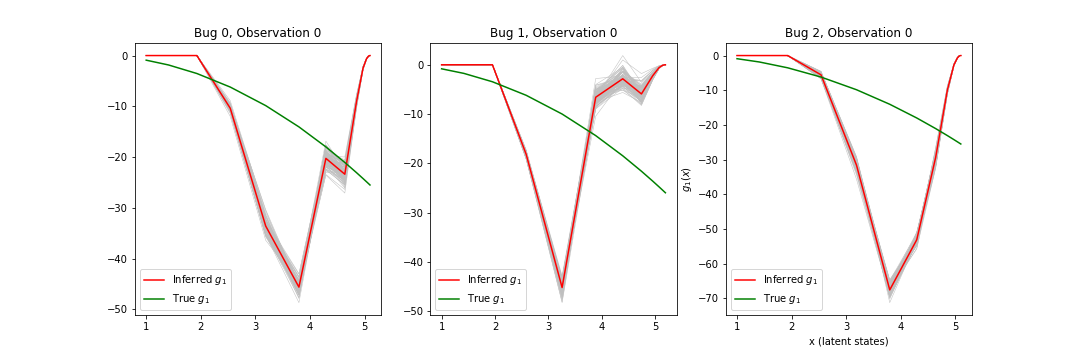 Bug 0, Observation 0
0
−10
−20
−30
−40
−50
1 2 3 4 5
Inferred g₁
True g₁
Bug 1, Observation 0
0
−10
−20
−30
−40
−50
1 2 3 4 5
Inferred g₁
True g₁
Bug 2, Observation 0
g₁(x)
0
−10
−20
−30
−40
−50
−60
−70
1 2 3 4 5
x (latent states)
Inferred g₁
True g₁